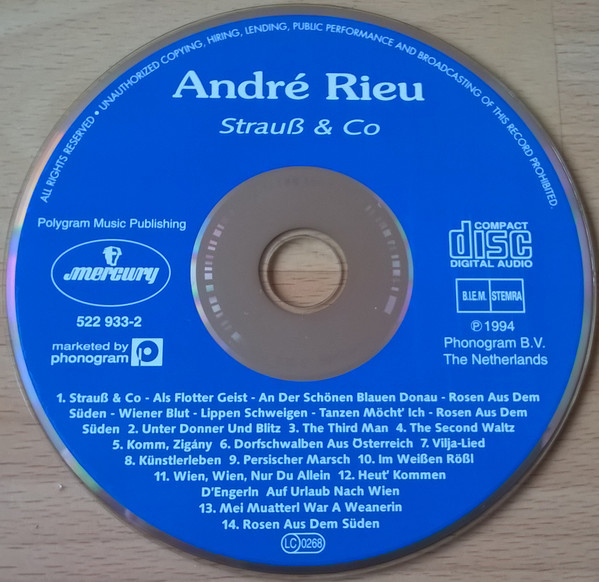 ALL RIGHTS RESERVED • UNAUTHORIZED COPYING, HIRING, LENDING, PUBLIC PERFORMANCE AND BROADCASTING OF THIS RECORD PROHIBITED.
André Rieu
Strauß & Co
Polygram Music Publishing
mercury
522 933-2
marketed by
phonogram p
COMPACT
disc
DIGITAL AUDIO
B.I.E.M. STEMRA
℗ 1994
Phonogram B.V.
The Netherlands
1. Strauß & Co - Als Flotter Geist - An Der Schönen Blauen Donau - Rosen Aus Dem
Süden - Wiener Blut - Lippen Schweigen - Tanzen Möcht' Ich - Rosen Aus Dem
Süden 2. Unter Donner Und Blitz 3. The Third Man 4. The Second Waltz
5. Komm, Zigány 6. Dorfschwalben Aus Österreich 7. Vilja-Lied
8. Künstlerleben 9. Persischer Marsch 10. Im Weißen Rößl
11. Wien, Wien, Nur Du Allein 12. Heut' Kommen
D'Engerln Auf Urlaub Nach Wien
13. Mei Muatterl War A Weanerin
14. Rosen Aus Dem Süden
LC 0268